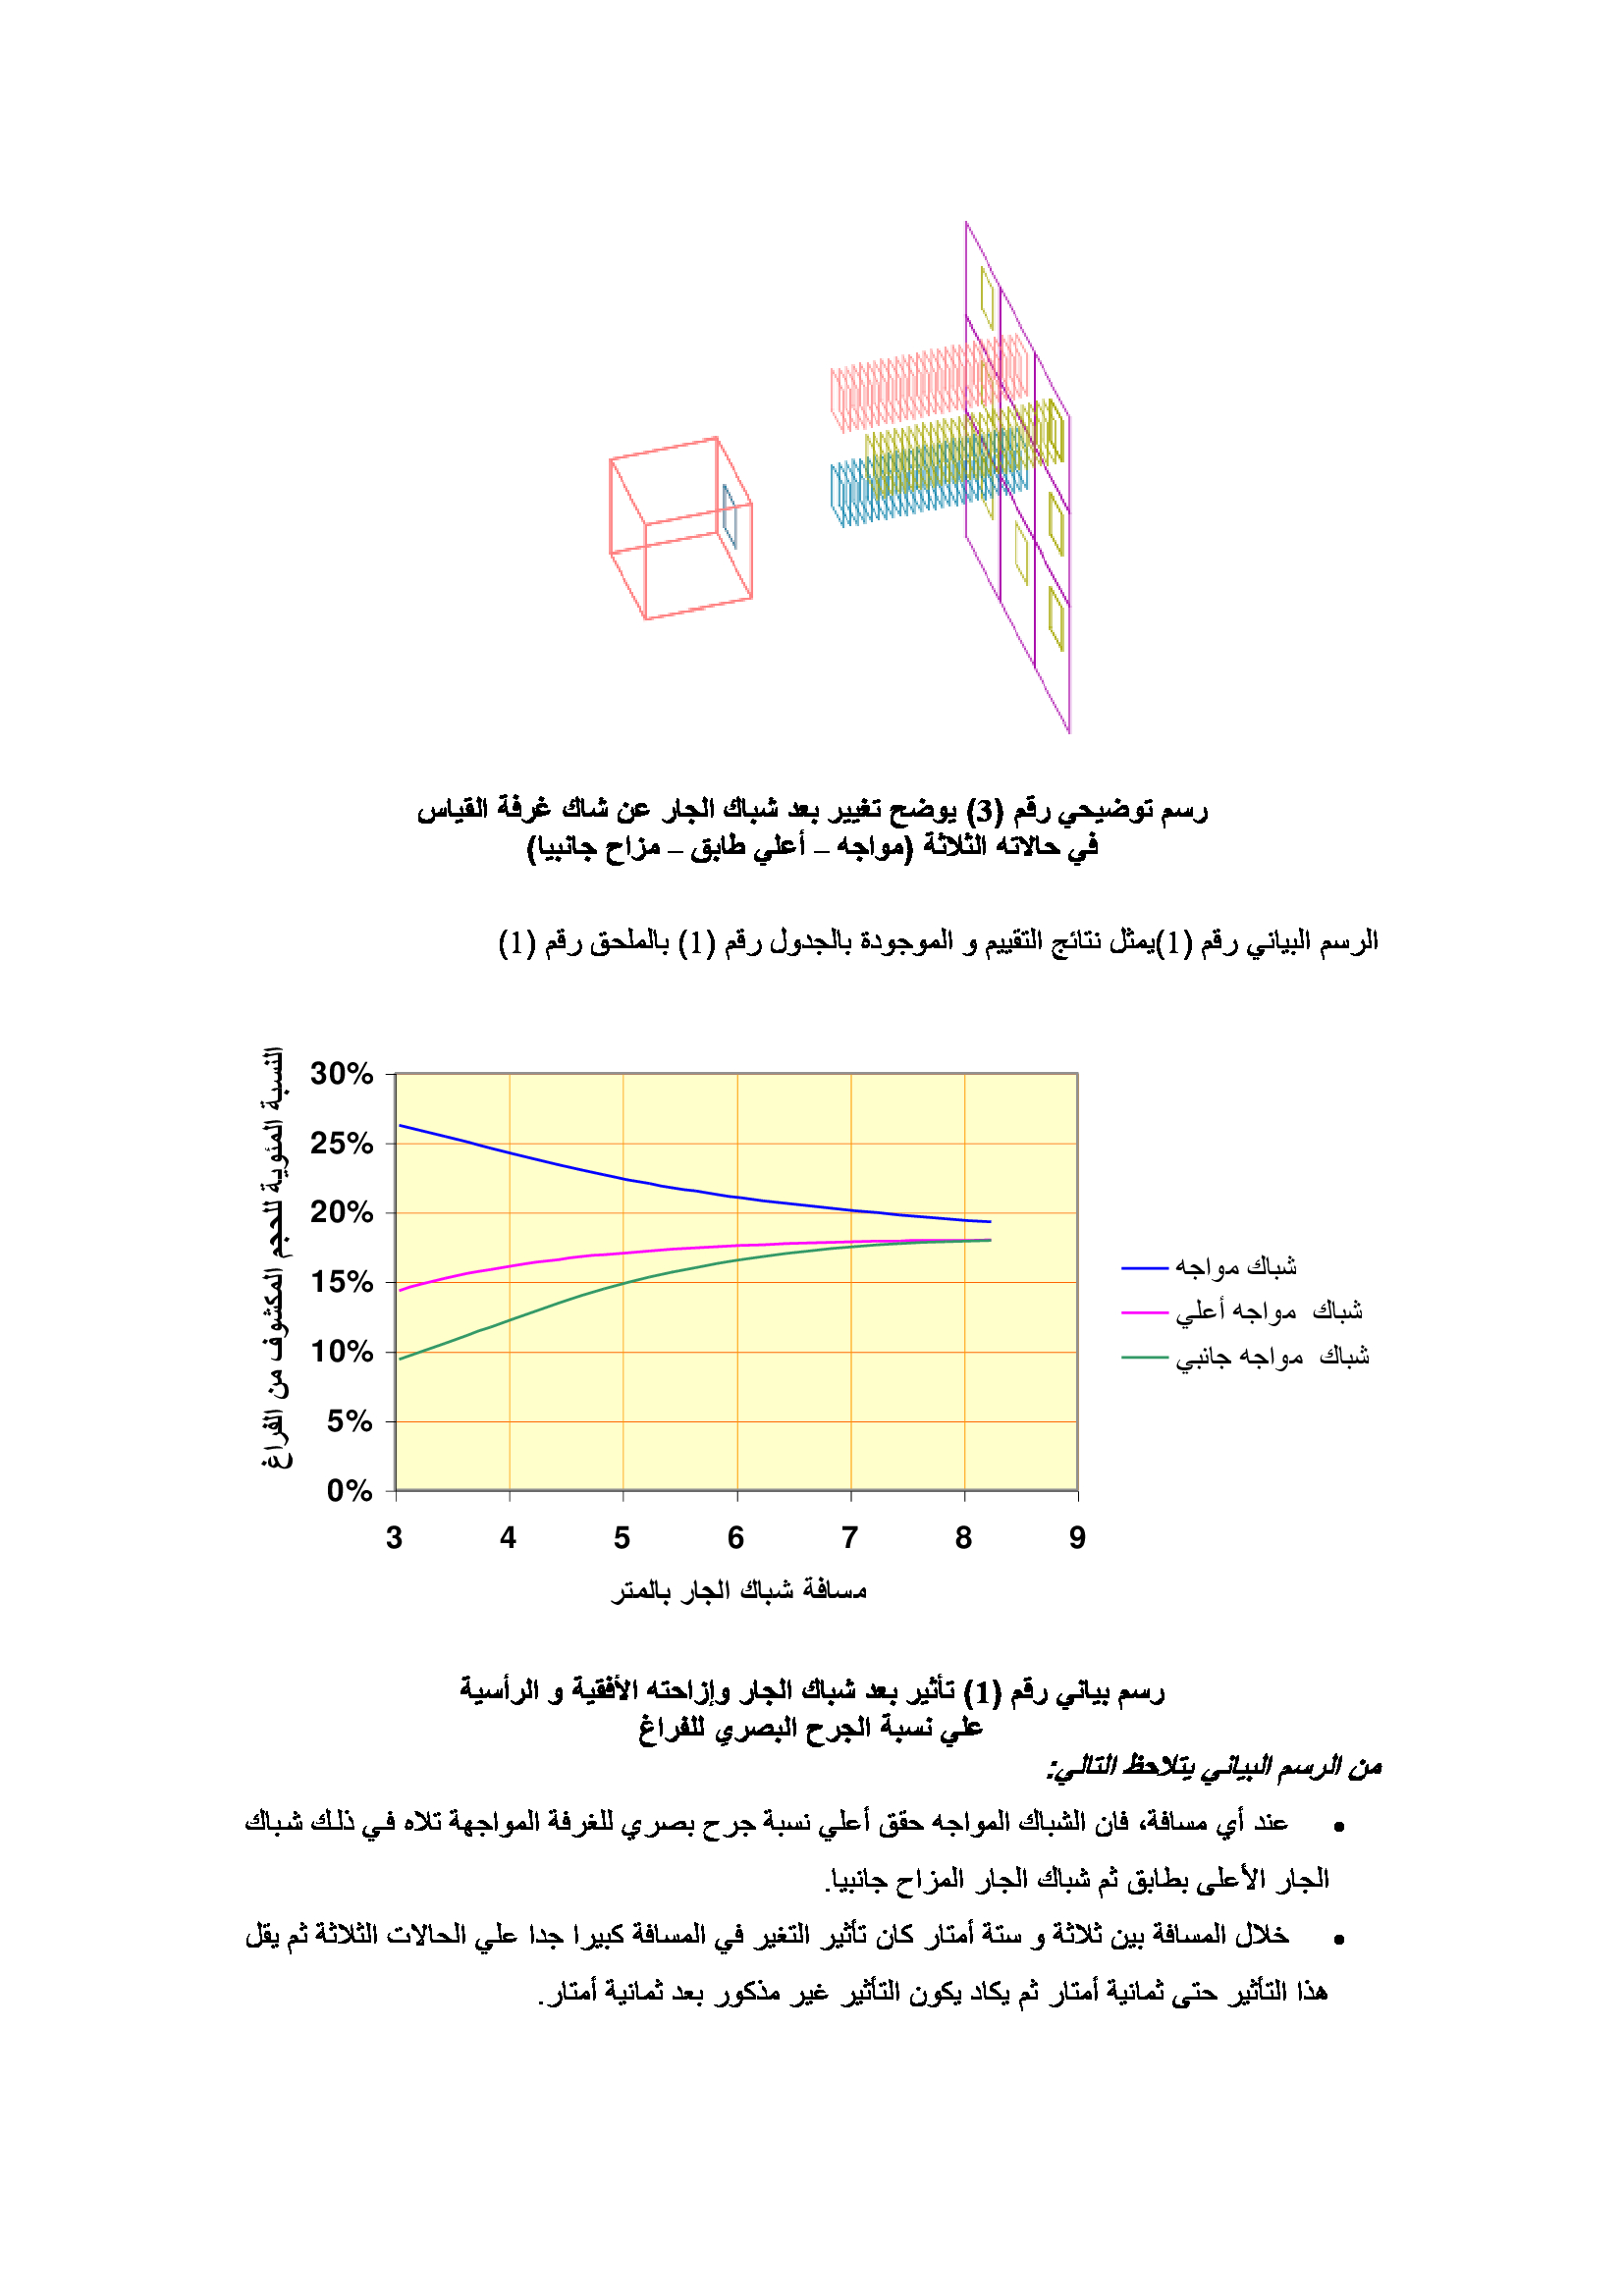 رسم توضيحي رقم (3) يوضح تغيير بعد شباك الجار عن شاك غرفة القياس
في حالاته الثلاثة (مواجه – أعلي طابق – مزاح جانبيا)
الرسم البياني رقم (1)يمثل نتائج التقييم و الموجودة بالجدول رقم (1) بالملحق رقم (1)
النسبة المئوية للحجم المكشوف من الفراغ
30%
25%
20%
15%
10%
5%
0%
3 4 5 6 7 8 9
مسافة شباك الجار بالمتر
شباك مواجه
شباك مواجه أعلي
شباك مواجه جانبي
رسم بياني رقم (1) تأثير بعد شباك الجار وإزاحته الأفقية و الرأسية
علي نسبة الجرح البصري للفراغ
من الرسم البياني يتلاحظ التالي:
• عند أي مسافة، فان الشباك المواجه حقق أعلي نسبة جرح بصري للغرفة المواجهة تلاه في ذلك شباك
الجار الأعلى بطابق ثم شباك الجار المزاح جانبيا.
• خلال المسافة بين ثلاثة و ستة أمتار كان تأثير التغير في المسافة كبيرا جدا علي الحالات الثلاثة ثم يقل
هذا التأثير حتى ثمانية أمتار ثم يكاد يكون التأثير غير مذكور بعد ثمانية أمتار.